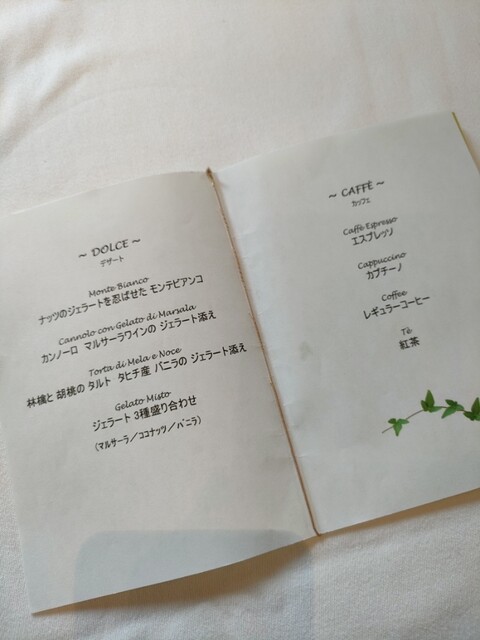 ~ DOLCE ~
デザート
Monte Bianco
ナッツのジェラートを忍ばせた モンテビアンコ
Cannolo con Gelato di Marsala
カンノーロ マルサーラワインの ジェラート添え
Torta di Mela e Noce
林檎と 胡桃の タルト タヒチ産 バニラの ジェラート添え
Gelato Misto
ジェラート 3種盛り合わせ
(マルサーラ/ココナッツ/バニラ)
~ CAFFÈ ~
カッフェ
Caffè Espresso
エスプレッソ
Cappuccino
カプチーノ
Coffee
レギュラーコーヒー
Tè
紅茶